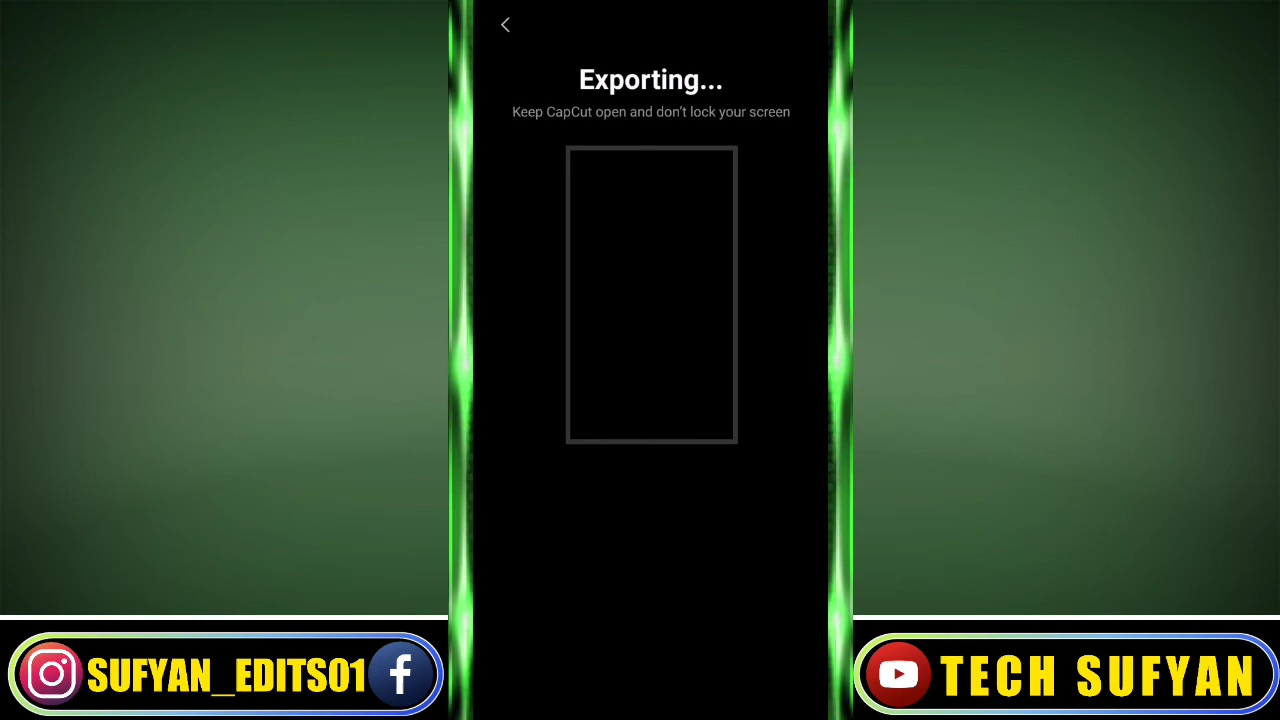 Exporting...
Keep CapCut open and don't lock your screen
SUFYAN_EDITS01
TECH SUFYAN